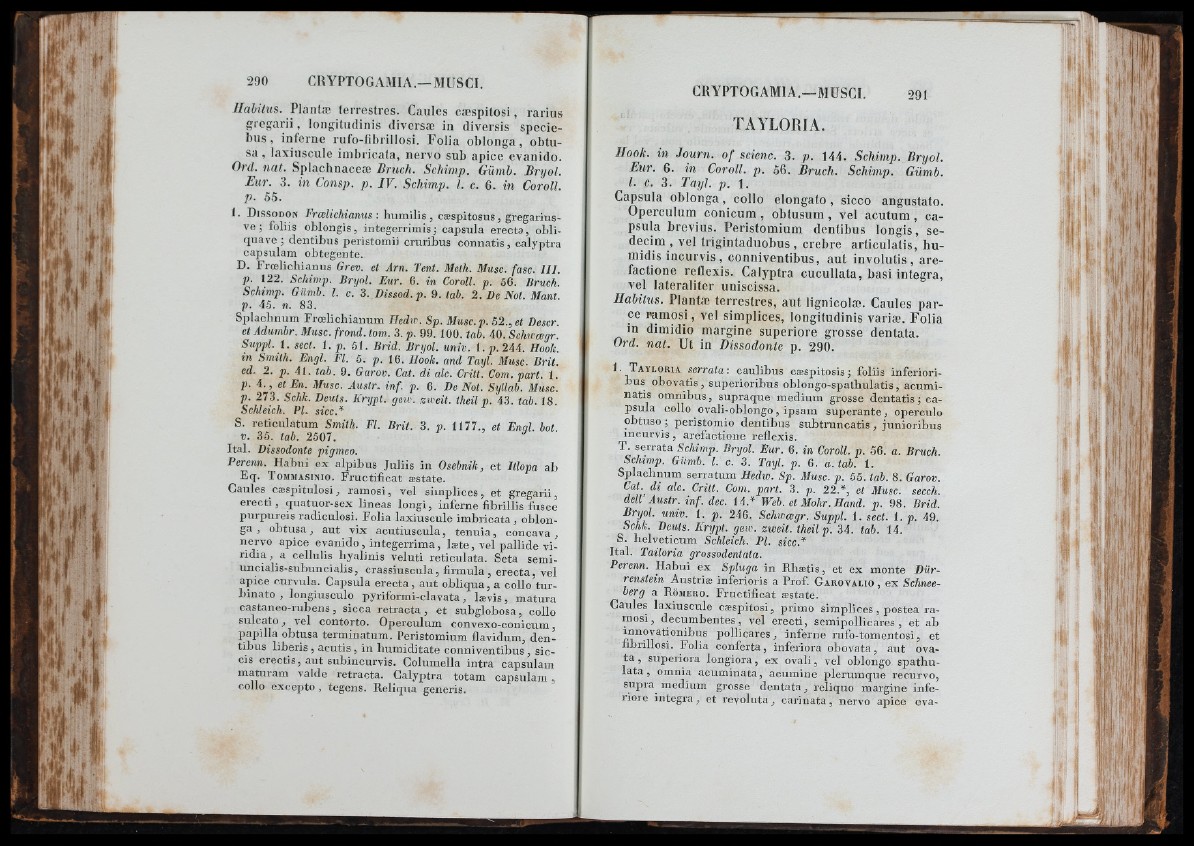 290 CRYPTOGAMIA.—MUSCI.
Habitus. Plantæ terrestres. Caules cæspitosi, rarius
gregarii, longitudinis diversæ in diversis specie-
bus, inferne rufo-fibrillosi. Folia oblonga, obtu-
sa, laxiuscule imbricata, nervo sub apice evanido.
Ord. nat. Splachnaceæ Bruch. Schimp. Gümb. Bryol.
Eur. 3. in Consp. p. IV. Schimp. l. c. 6. in Coroll.
p. 55.
1. Dissodon Frœlichianus: humilis, cæspitosus, gregarius-
ve; foliis oblongis, integerrimis; capsula erecta, obli-
quave; dentibus peristomii cruribus connatis, calyptra
capsulam obtegente.
D. Frœlichianus Grev. et Arn. Tent. Meth. Musc. fasc. III.
p. 122. Schimp. Bryol. Eur. 6. in Coroll. p. 56. Bruch.
Schimp. Gümb. l. c. 3. Dissod. p. 9. tab. 2. De Not. Mant.
p. 45. n. 83.
Splachnum Frœlichianum Hedw. Sp. Musc. p. 52., et Descr.
et Adumbr. Musc. frond. tom. 3. p. 99. 100. tab. 40. Schwægr.
Suppl. 1. sect. 1. p. 51. Brid. Bryol. univ. 1. p. 244. Hook.
in Smith. Engl. Fl. 5. p. 16. Hook. and Tayl. Musc. Brit.
ed. 2. p. 41. tab. 9. Garov. Cat. di alc. Critt. Com. part. 1.
p. 4., et En. Musc. Austr. inf. p. 6. De Not. Syllab. Musc.
p. 273. Schk. Deuts. Krypt. gew. zweit. theil p. 43. tab. 18.
Schleich. Pl. sicc.*
S. reticulatum Smith. Fl. Brit. 3. p. 1177., et Engl. bot.
v. 35. tab. 2507.
Ital. Dissodonte pigmeo.
Perenn. Habui ex alpibus Juliis in Osebnik, et Itlopa ab
Eq. Tommasinio. Fructificat æstate.
Caules cæspitulosi, ramosi, vel simplices, et gregarii,
erecti, quatuor-sex lineas longi, inferne fibrillis fusce
purpureis radiculosi. Folia laxiuscule imbricata, oblon-
ga, obtusa, aut vix acutiuscula, tenuia, concava,
nervo apice evanido, integerrima, læte, vel pallide vi-
ridia, a cellulis hyalinis veluti reticulata. Seta semi-
uncialis-subuncialis, crassiuscula, firmula, erecta, vel
apice curvula. Capsula erecta, aut obliqua, a collo tur-
binato, longiusculo pyriformi-clavata, lævis, matura
castaneo-rubens, sicca retracta, et subglobosa, collo
sulcato, vel contorto. Operculum convexo-conicum,
papilla obtusa terminatum. Peristomium flavidum, den-
tibus liberis, acutis, in humiditate conniventibus, sic-
cis erectis, aut subincurvis. Columella intra capsulam
maturam valde retracta. Calyptra totam capsulam,
collo excepto, tegens. Reliqua generis.
CRYPTOGAMIA.—MUSCI. 291
TAYLORIA.
Hook. in Journ. of scienc. 3. p. 144. Schimp. Bryol.
Eur. 6. in Coroll. p. 56. Bruch. Schimp. Gümb.
l. c. 3. Tayl. p. 1.
Capsula oblonga, collo elongato, sicco angustato.
Operculum conicum, obtusum, vel acutum, ca-
psula brevius. Peristomium dentibus longis, se-
decim, vel trigintaduobus, crebre articulatis, hu-
midis incurvis, conniventibus, aut involutis, are-
factione reflexis. Calyptra cucullata, basi integra,
vel lateraliter uniscissa.
Habitus. Plantæ terrestres, aut lignicolæ. Caules par-
ce ramosi, vel simplices, longitudinis variæ. Folia
in dimidio margine superiore grosse dentata.
Ord. nat. Ut in Dissodonte p. 290.
1. Tayloria serrata: caulibus cæspitosis; foliis inferiori-
bus obovatis, superioribus oblongo-spathulatis, acumi-
natis omnibus, supraque medium grosse dentatis; ca-
psula collo ovali-oblongo, ipsam superante, operculo
obtuso; peristomio dentibus subtruncatis, junioribus
incurvis, arefactione reflexis.
T. serrata Schimp. Bryol. Eur. 6. in Coroll. p. 56. a. Bruch.
Schimp. Gümb. l. c. 3. Tayl. p. 6. a. tab. 1.
Splachnum serratum Hedw. Sp. Musc. p. 55. tab. 8. Garov.
Cat. di alc. Critt. Com. part. 3. p. 22.*, et Musc. secch.
dell' Austr. inf. dec. 14.* Web. et Mohr. Hand. p. 98. Brid.
Bryol. univ. 1. p. 246. Schwægr. Suppl. 1. sect. 1. p. 49.
Schk. Deuts. Krypt. gew. zweit. theil p. 34. tab. 14.
S. helveticum Schleich. Pl. sicc.*
Ital. Tailoria grossodentata.
Perenn. Habui ex Spluga in Rhætis, et ex monte Dür-
renstein Austriæ inferioris a Prof. Garovalio, ex Schnee-
berg a Römero. Fructificat æstate.
Caules laxiuscule cæspitosi, primo simplices, postea ra-
mosi, decumbentes, vel erecti, semipollicares, et ab
innovationibus pollicares, inferne rufo-tomentosi, et
fibrillosi. Folia conferta, inferiora obovata, aut ova-
ta, superiora longiora, ex ovali, vel oblongo spathu-
lata, omnia acuminata, acumine plerumque recurvo,
supra medium grosse dentata, reliquo margine infe-
riore integra, et revoluta, carinata, nervo apice eva-